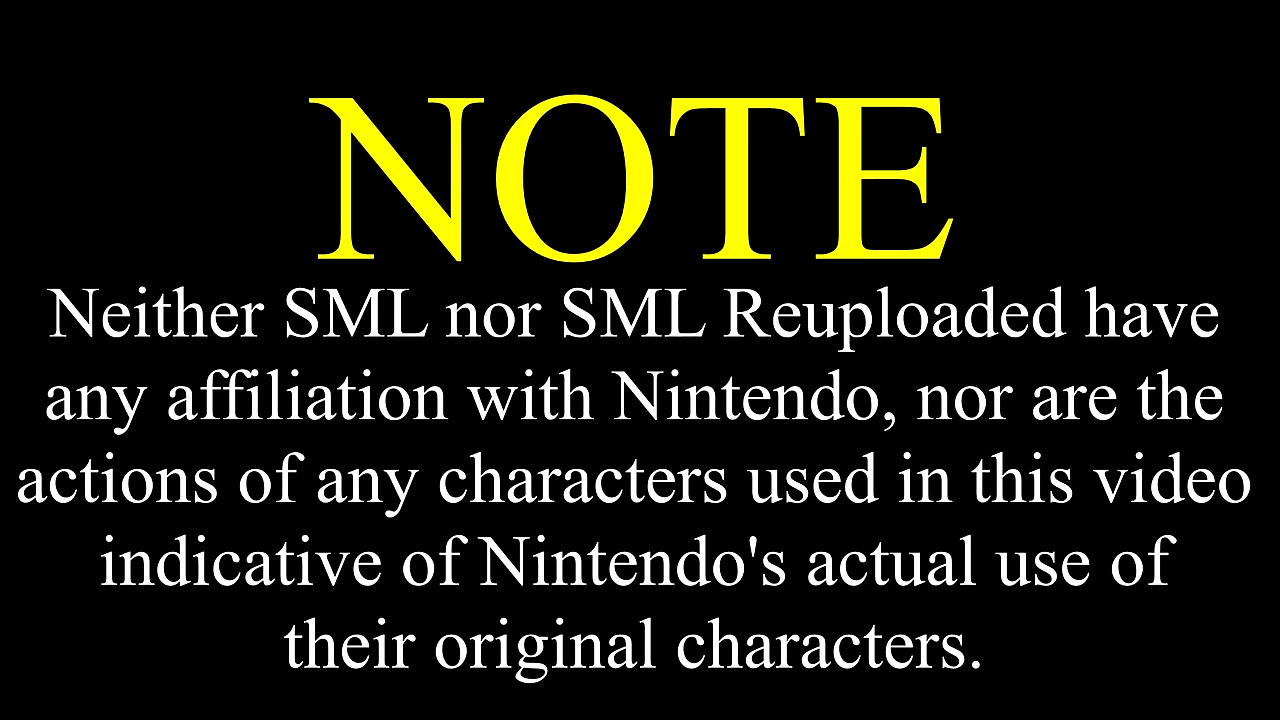 NOTE
Neither SML nor SML Reuploaded have
any affiliation with Nintendo, nor are the
actions of any characters used in this video
indicative of Nintendo's actual use of
their original characters.